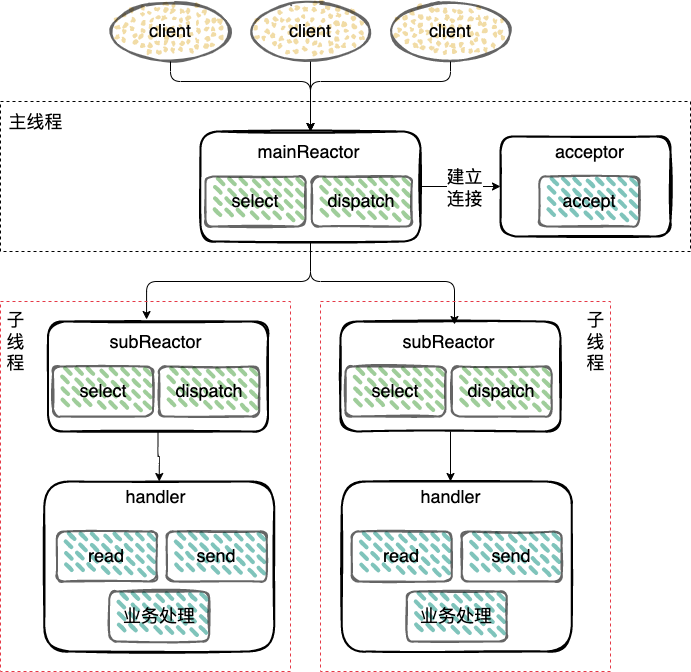 client
client
client
主线程
mainReactor
select
dispatch
建立
连接
acceptor
accept
子
线
程
subReactor
select
dispatch
handler
read
send
业务处理
子
线
程
subReactor
select
dispatch
handler
read
send
业务处理